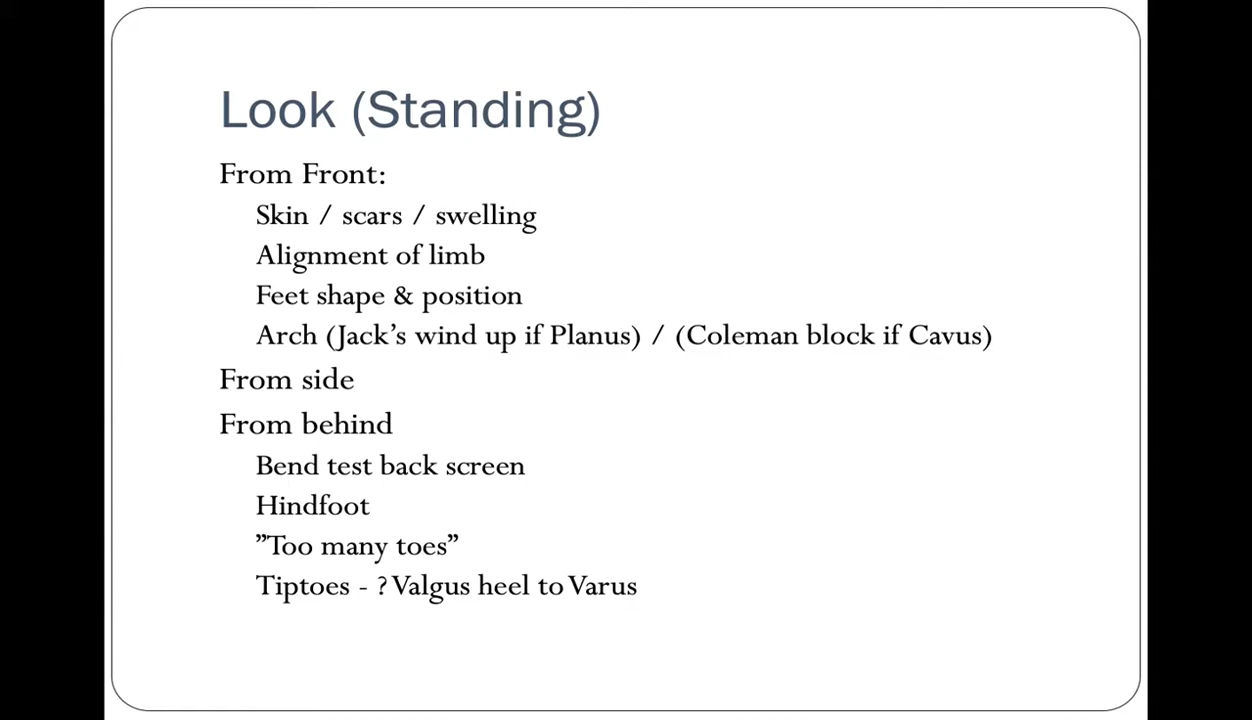 Look (Standing)
From Front:
Skin / scars / swelling
Alignment of limb
Feet shape & position
Arch (Jack’s wind up if Planus) / (Coleman block if Cavus)
From side
From behind
Bend test back screen
Hindfoot
”Too many toes”
Tiptoes - ? Valgus heel to Varus